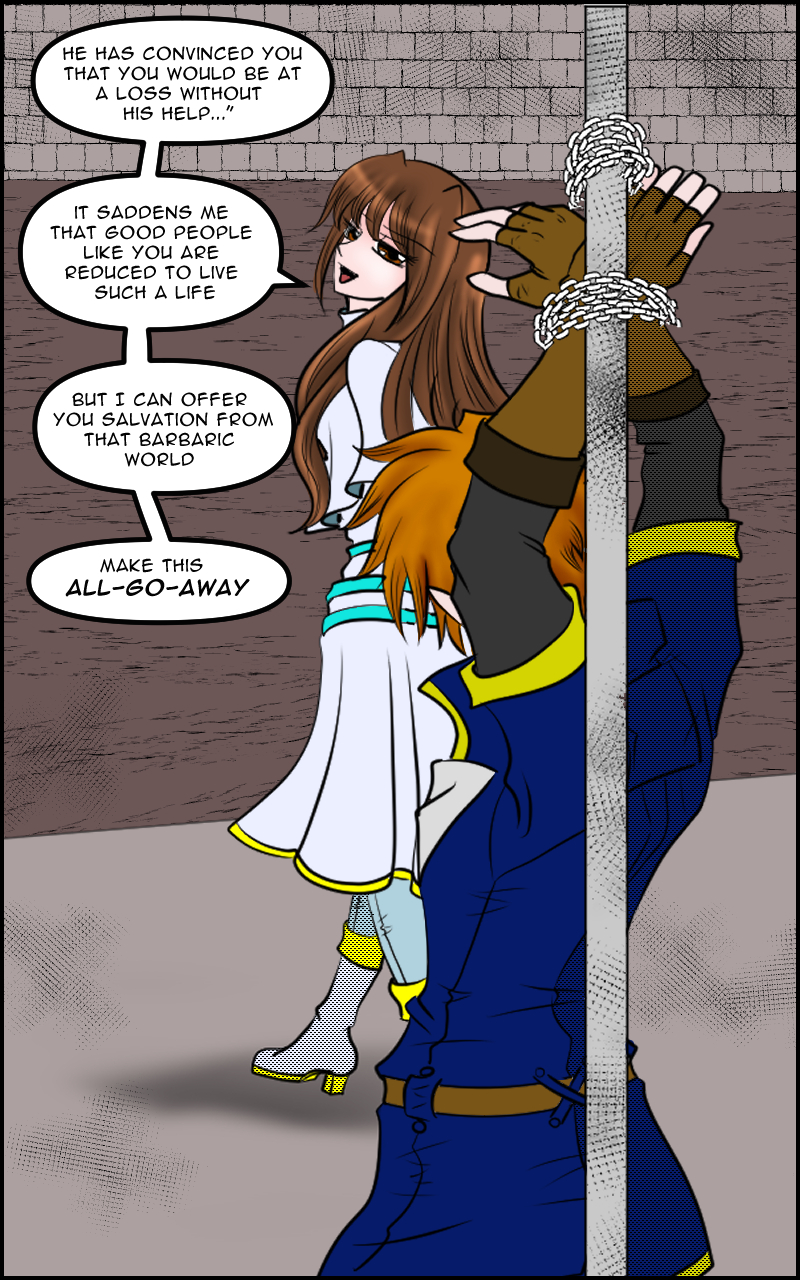 HE HAS CONVINCED YOU
THAT YOU WOULD BE AT
A LOSS WITHOUT
HIS HELP..."
IT SADDENS ME
THAT GOOD PEOPLE
LIKE YOU ARE
REDUCED TO LIVE
SUCH A LIFE
BUT I CAN OFFER
YOU SALVATION FROM
THAT BARBARIC
WORLD
MAKE THIS
ALL-GO-AWAY